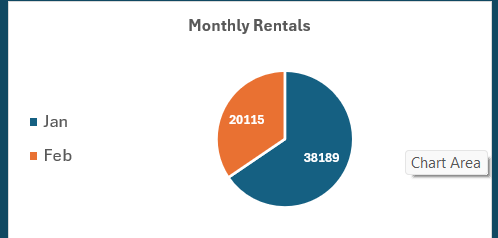 Monthly Rentals
Jan
Feb
20115
38189
Chart Area